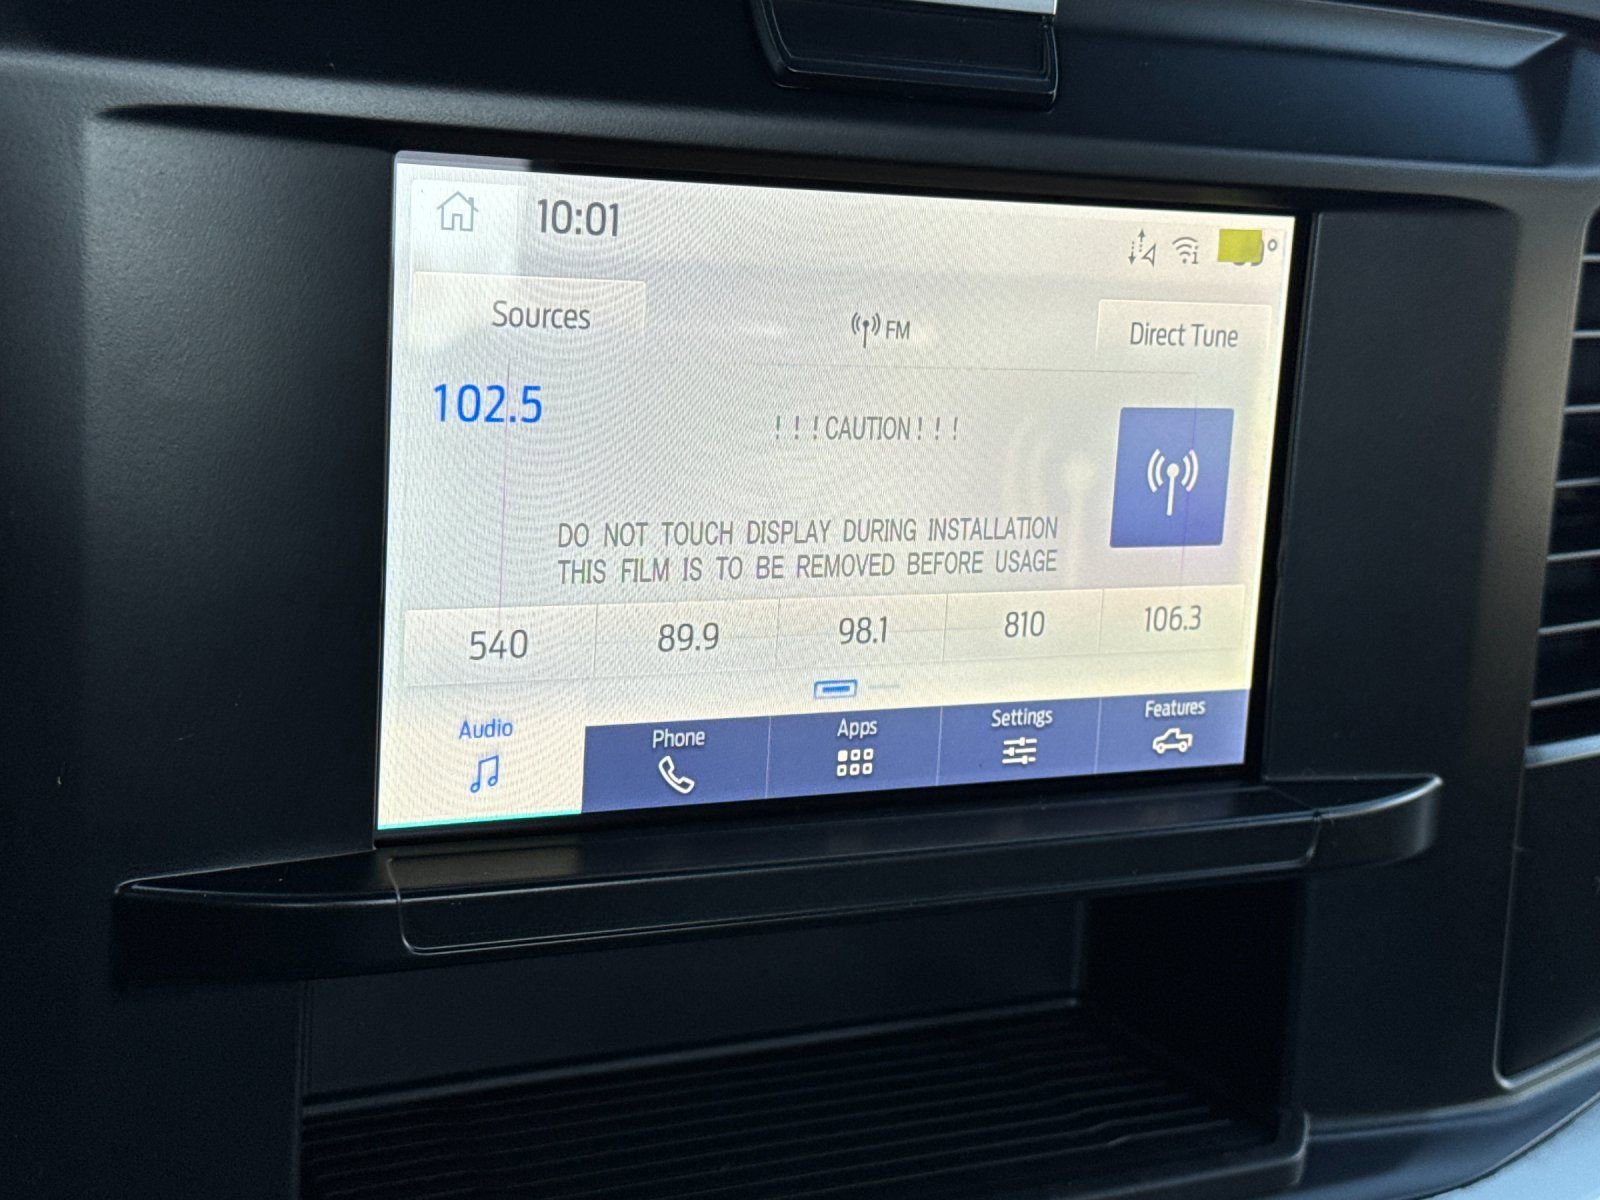 10:01
Sources
FM
Direct Tune
102.5
! ! ! CAUTION ! ! !
DO NOT TOUCH DISPLAY DURING INSTALLATION
THIS FILM IS TO BE REMOVED BEFORE USAGE
540 89.9 98.1 810 106.3
Audio Phone Apps Settings Features